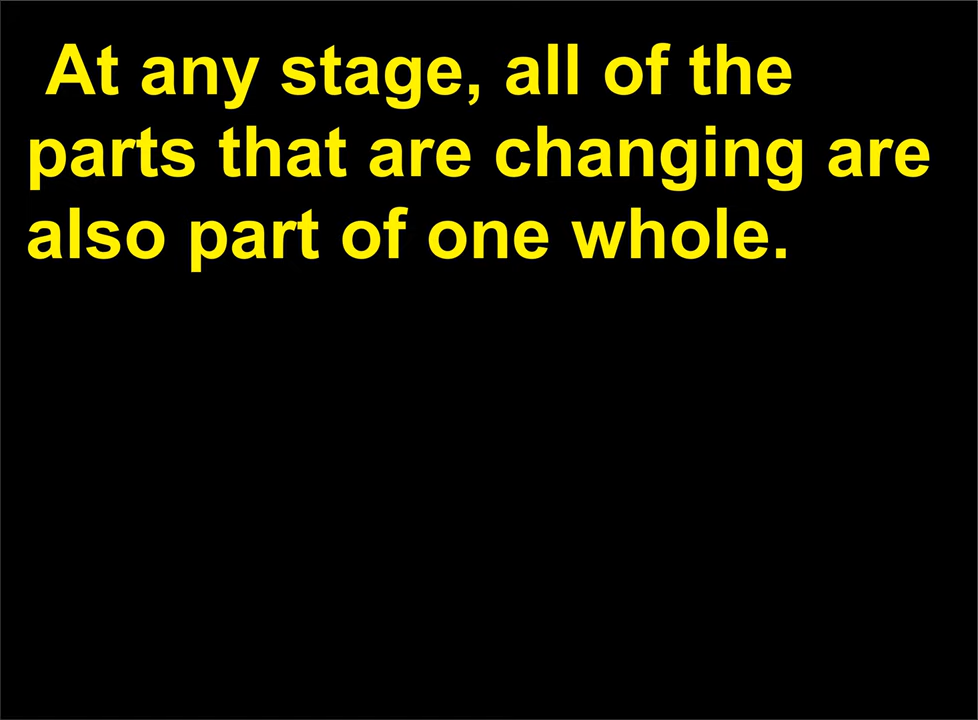 At any stage, all of the
parts that are changing are
also part of one whole.